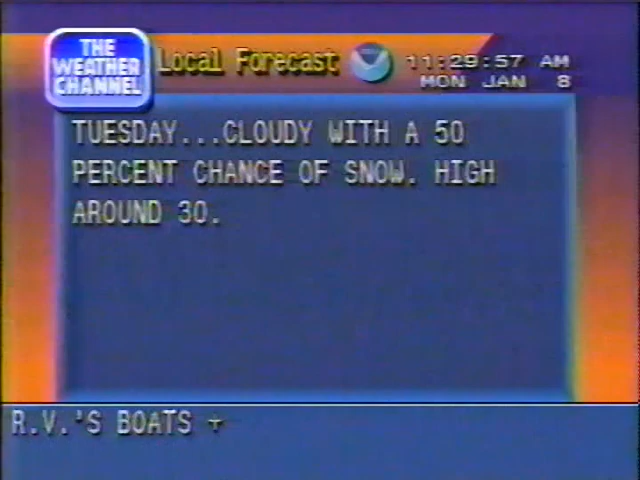 THE
WEATHER
CHANNEL
Local Forecast
11:29:57 AM
MON JAN 8
TUESDAY...CLOUDY WITH A 50
PERCENT CHANCE OF SNOW. HIGH
AROUND 30.
R.V.'S BOATS +